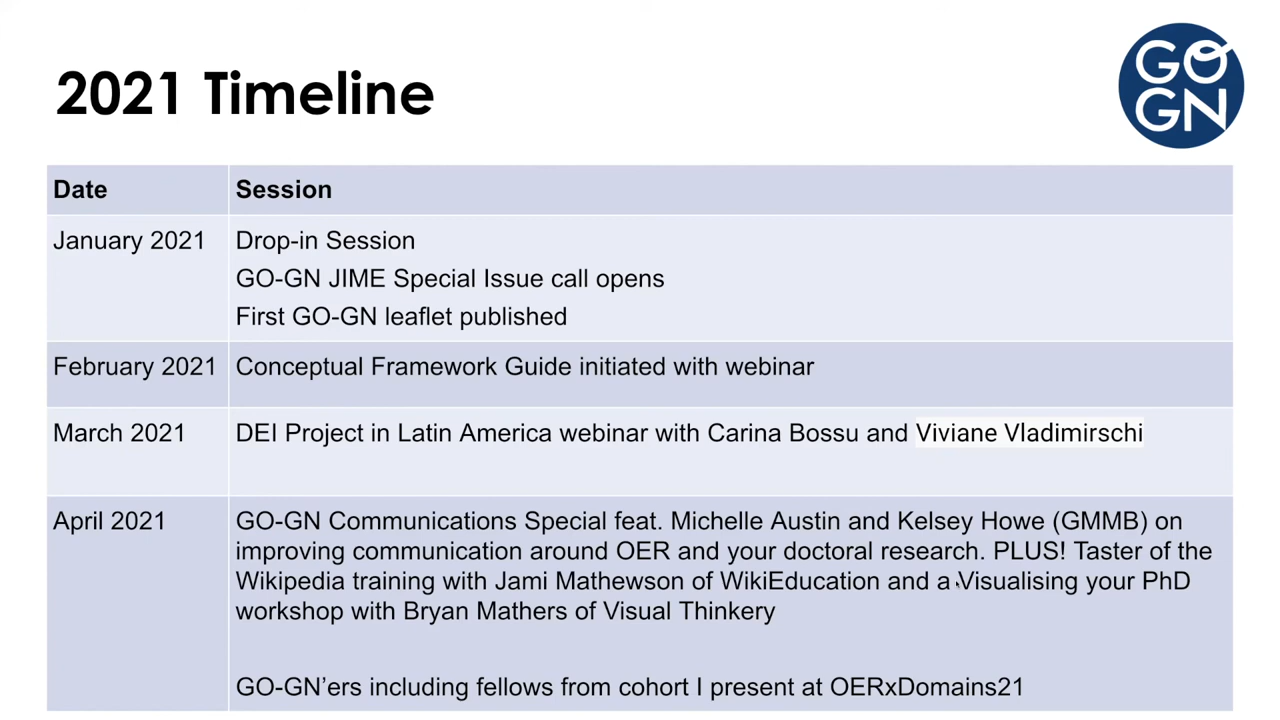 2021 Timeline
GO
GN
Date
Session
January 2021
Drop-in Session
GO-GN JIME Special Issue call opens
First GO-GN leaflet published
February 2021
Conceptual Framework Guide initiated with webinar
March 2021
DEI Project in Latin America webinar with Carina Bossu and Viviane Vladimirschi
April 2021
GO-GN Communications Special feat. Michelle Austin and Kelsey Howe (GMMB) on
improving communication around OER and your doctoral research. PLUS! Taster of the
Wikipedia training with Jami Mathewson of WikiEducation and a Visualising your PhD
workshop with Bryan Mathers of Visual Thinkery
GO-GN’ers including fellows from cohort I present at OERxDomains21